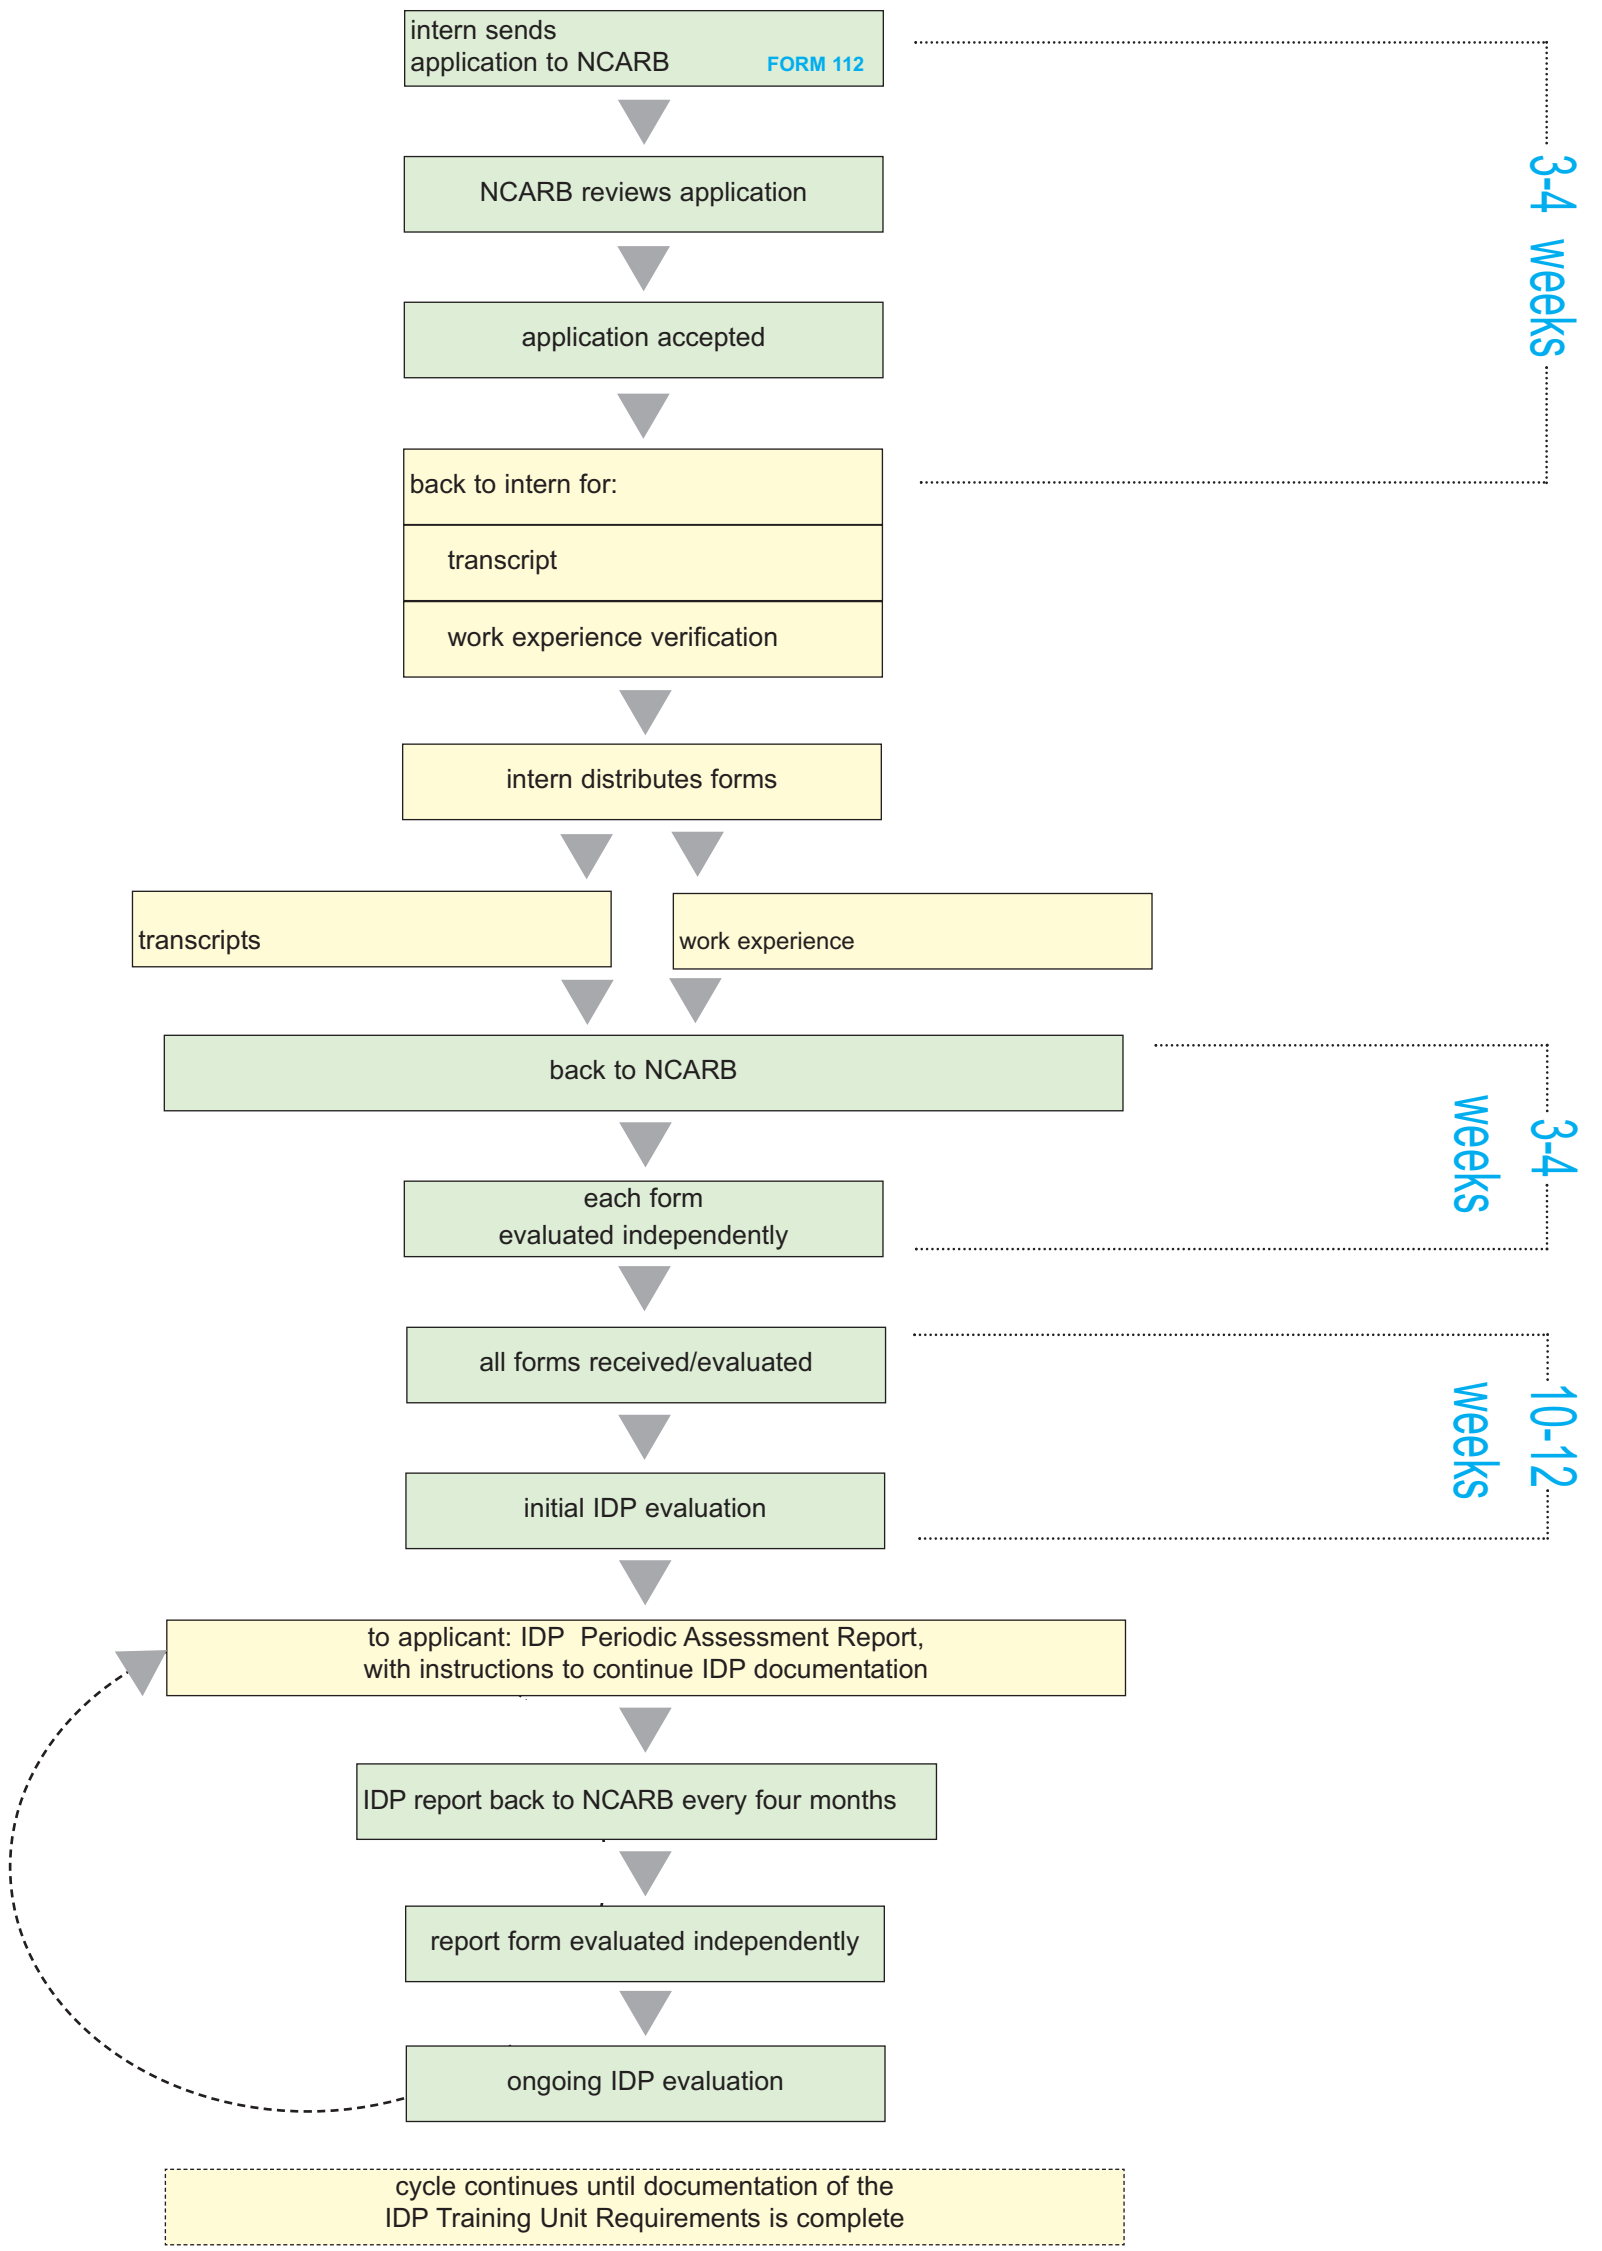 intern sends
application to NCARB FORM 112
NCARB reviews application
application accepted
3-4 weeks
back to intern for:
transcript
work experience verification
intern distributes forms
transcripts
work experience
back to NCARB
each form
evaluated independently
3-4
weeks
all forms received/evaluated
initial IDP evaluation
10-12
weeks
to applicant: IDP Periodic Assessment Report,
with instructions to continue IDP documentation
IDP report back to NCARB every four months
report form evaluated independently
ongoing IDP evaluation
cycle continues until documentation of the
IDP Training Unit Requirements is complete